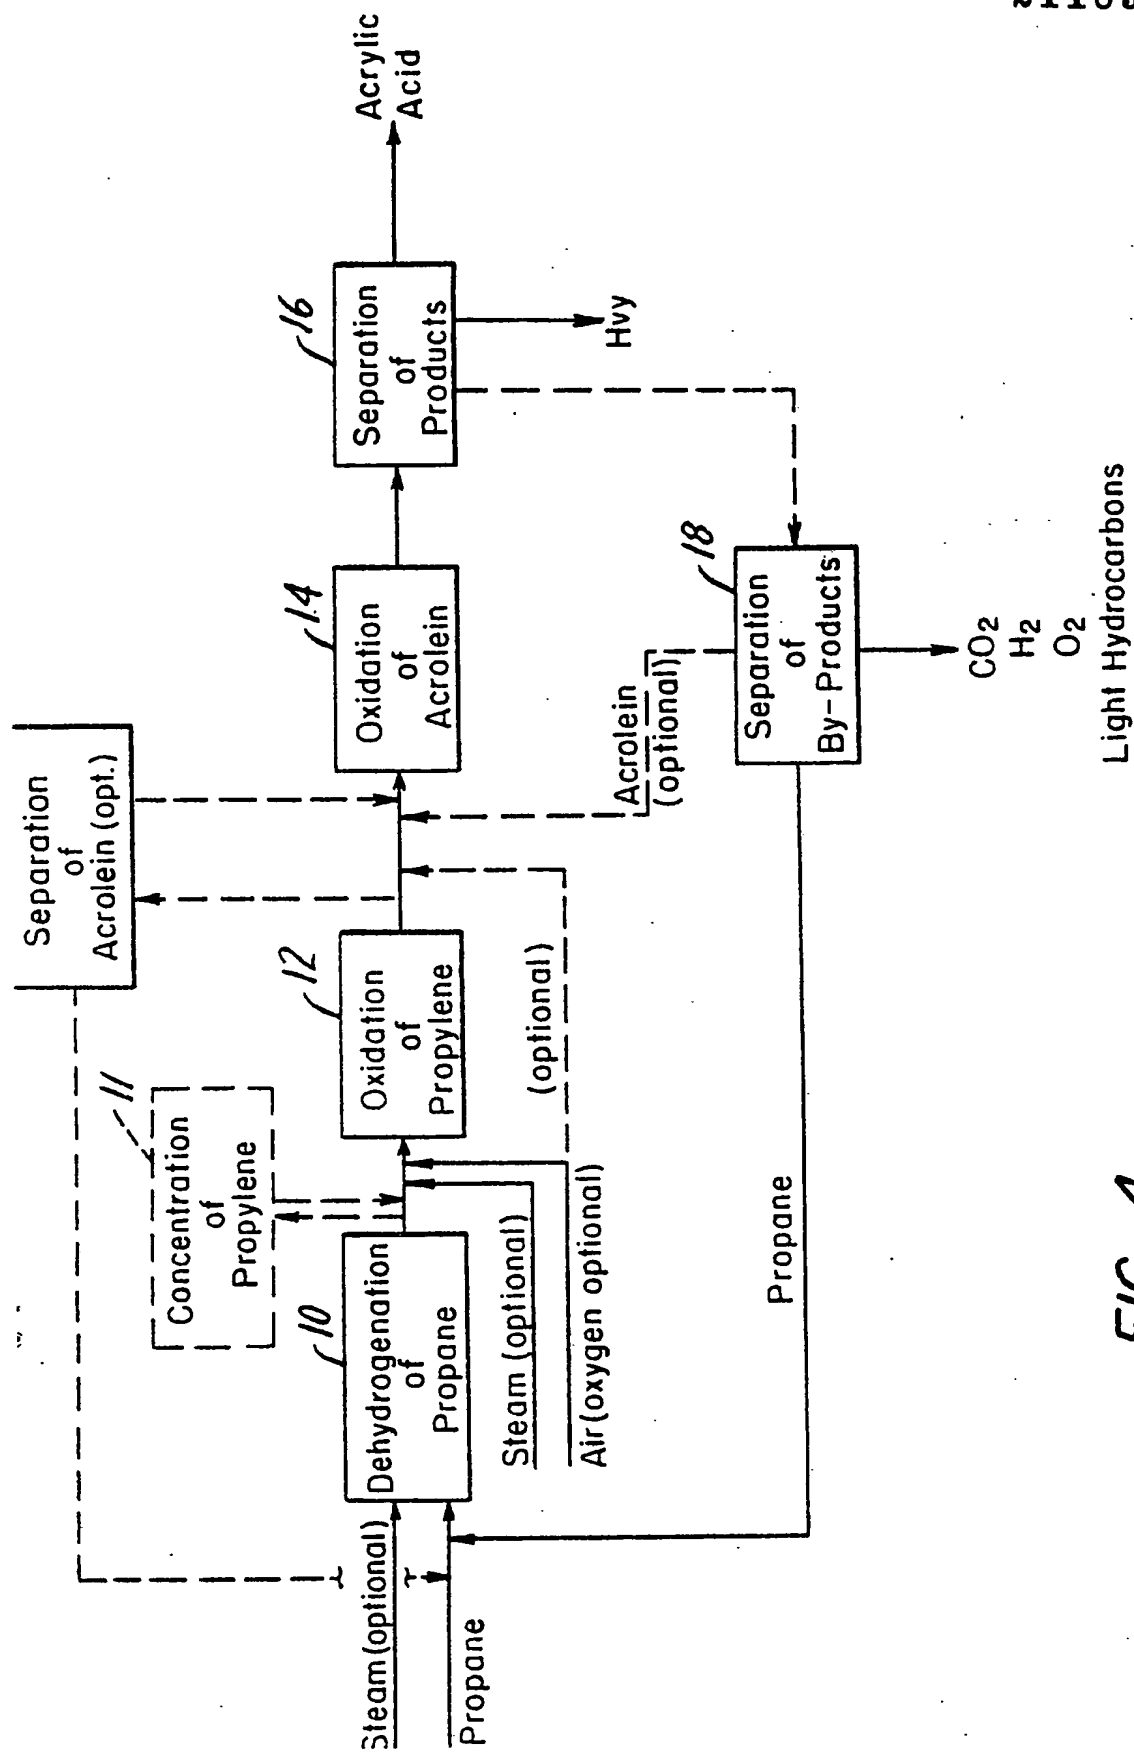 Separation
of
Acrolein (opt.)
11
Concentration
of
Propylene
Steam (optional)
Propane
10
Dehydrogenation
of
Propane
12
Oxidation
of
Propylene
14
Oxidation
of
Acrolein
16
Separation
of
Products
Acrylic
Acid
Hvy
Steam (optional)
Air (oxygen optional)
(optional)
Acrolein
(optional)
18
Separation
of
By-Products
Propane
CO2
H2
O2
Light Hydrocarbons